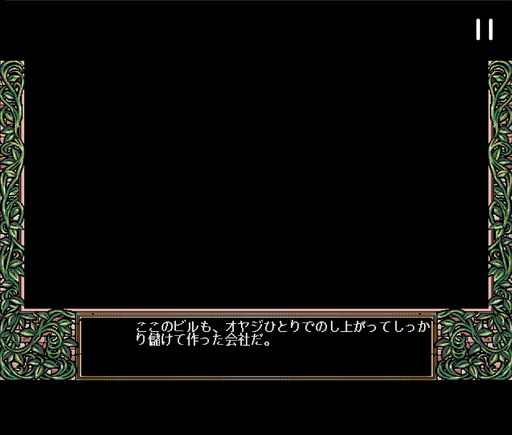 ここのビルも、オヤジひとりでのし上がってしっか
り儲けて作った会社だ。